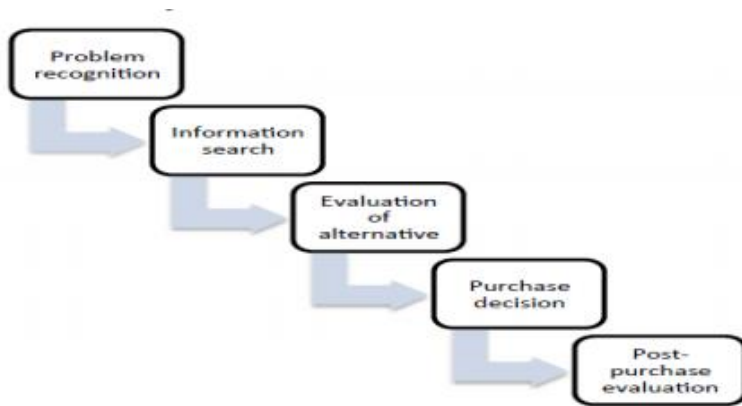 Problem
recognition
Information
search
Evaluation
of
alternative
Purchase
decision
Post-
purchase
evaluation